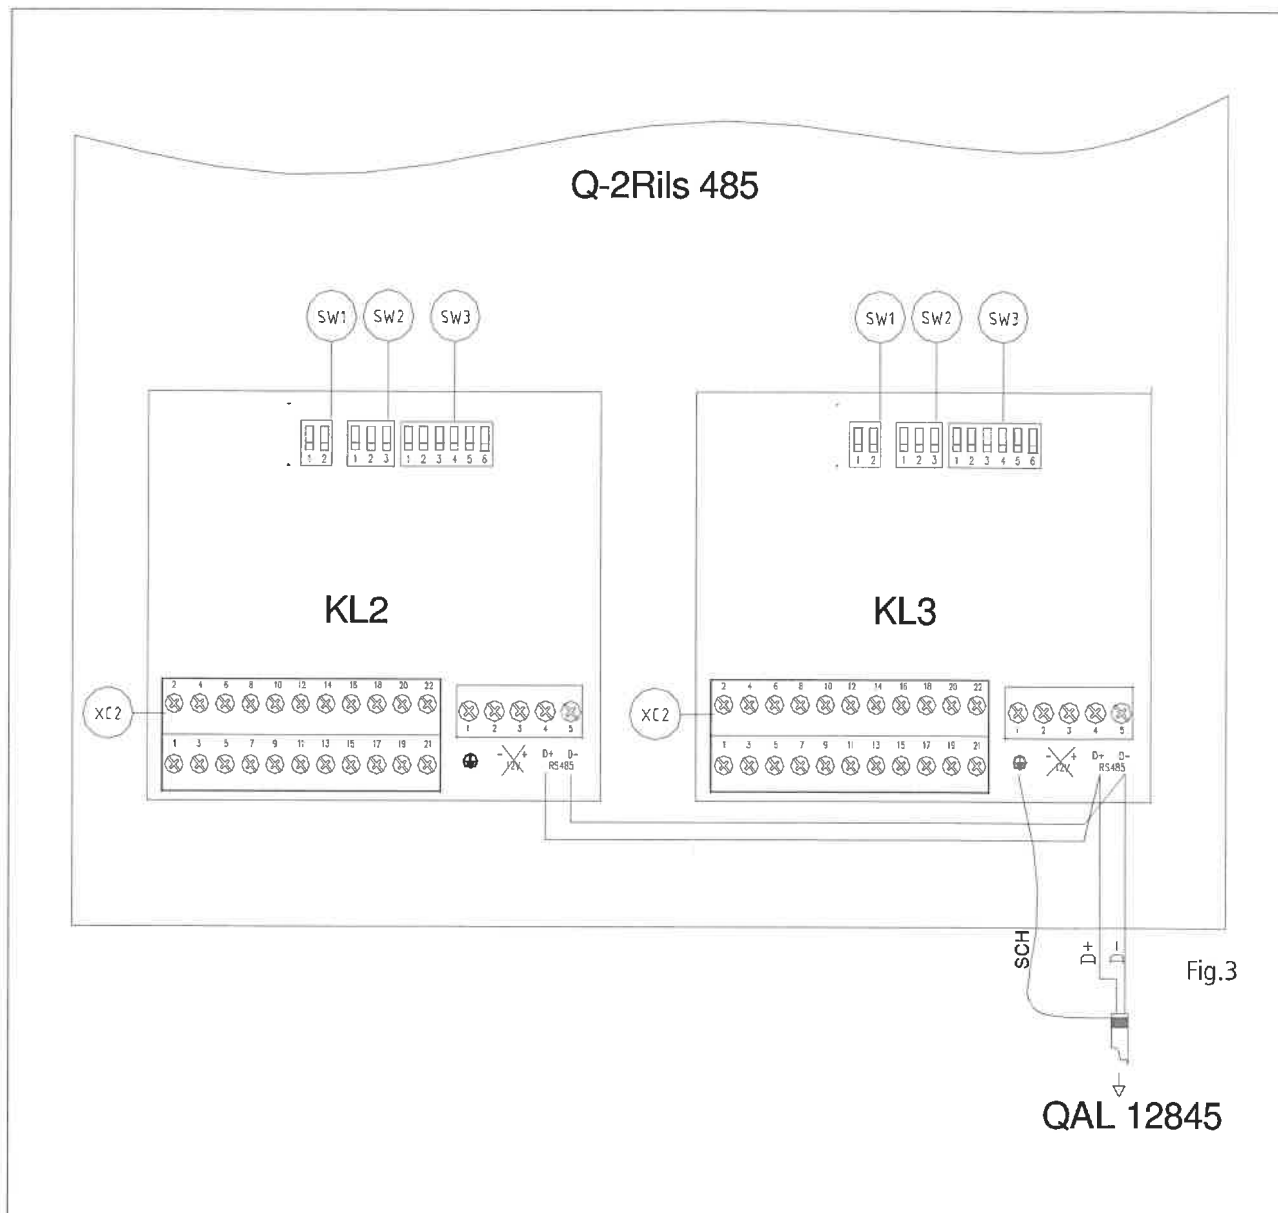 Q-2Rils 485
SW1 SW2 SW3
SW1 SW2 SW3
1 2 1 2 3 1 2 3 4 5 6
1 2 1 2 3 1 2 3 4 5 6
KL2
KL3
XC2
2 4 6 8 10 12 14 16 18 20 22
1 3 5 7 9 11 13 15 17 19 21
1 2 3 4 5
- + D+ D-
12V RS485
XC2
2 4 6 8 10 12 14 16 18 20 22
1 3 5 7 9 11 13 15 17 19 21
1 2 3 4 5
- + D+ D-
12V RS485
SCH
D+
D-
Fig.3
QAL 12845